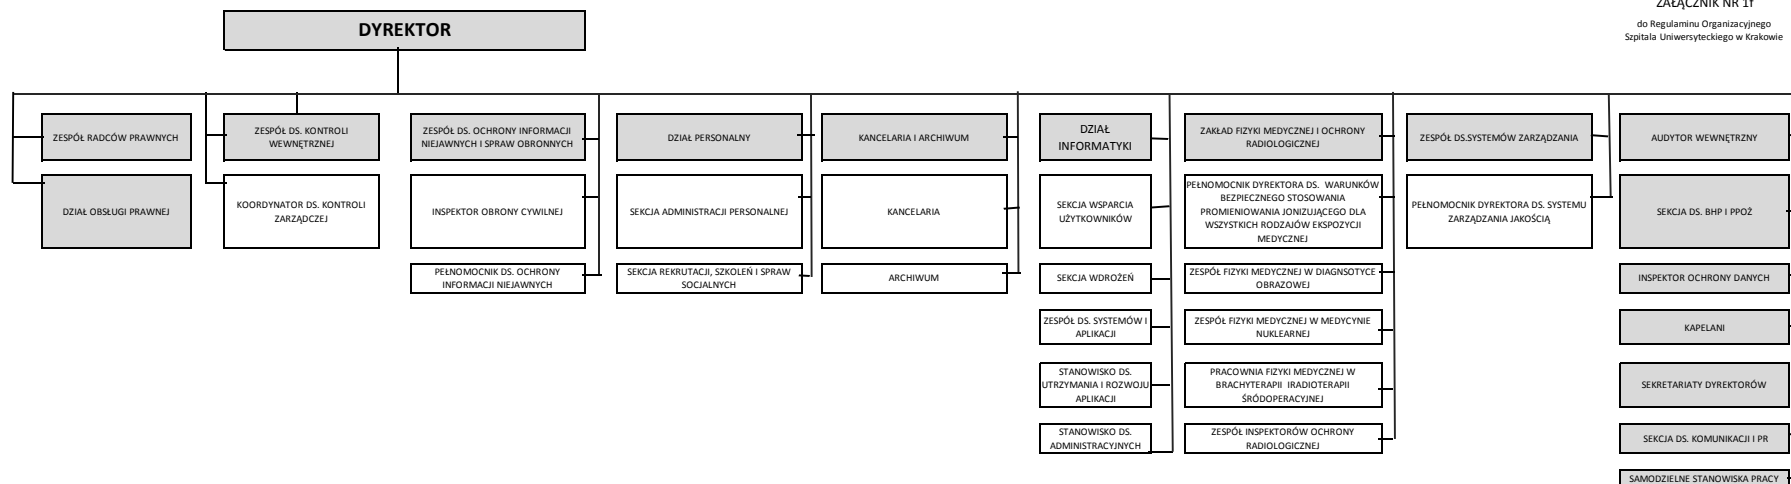 ZAŁĄCZNIK NR 1f
do Regulaminu Organizacyjnego
Szpitala Uniwersyteckiego w Krakowie
DYREKTOR
ZESPÓŁ RADCÓW PRAWNYCH
DZIAŁ OBSŁUGI PRAWNEJ
ZESPÓŁ DS. KONTROLI
WEWNĘTRZNEJ
KOORDYNATOR DS. KONTROLI
ZARZĄDCZEJ
ZESPÓŁ DS. OCHRONY INFORMACJI
NIEJAWNYCH I SPRAW OBRONNYCH
INSPEKTOR OBRONY CYWILNEJ
PEŁNOMOCNIK DS. OCHRONY
INFORMACJI NIEJAWNYCH
DZIAŁ PERSONALNY
SEKCJA ADMINISTRACJI PERSONALNEJ
SEKCJA REKRUTACJI, SZKOLEŃ I SPRAW
SOCJALNYCH
KANCELARIA I ARCHIWUM
KANCELARIA
ARCHIWUM
DZIAŁ
INFORMATYKI
SEKCJA WSPARCIA
UŻYTKOWNIKÓW
SEKCJA WDROŻEŃ
ZESPÓŁ DS. SYSTEMÓW I
APLIKACJI
STANOWISKO DS.
UTRZYMANIA I ROZWOJU
APLIKACJI
STANOWISKO DS.
ADMINISTRACYJNYCH
ZAKŁAD FIZYKI MEDYCZNEJ I OCHRONY
RADIOLOGICZNEJ
PEŁNOMOCNIK DYREKTORA DS. WARUNKÓW
BEZPIECZNEGO STOSOWANIA
PROMIENIOWANIA JONIZUJĄCEGO DLA
WSZYSTKICH RODZAJÓW EKSPOZYCJI
MEDYCZNEJ
ZESPÓŁ FIZYKI MEDYCZNEJ W DIAGNSOTYCE
OBRAZOWEJ
ZESPÓŁ FIZYKI MEDYCZNEJ W MEDYCYNIE
NUKLEARNEJ
PRACOWNIA FIZYKI MEDYCZNEJ W
BRACHYTERAPII IRADIOTERAPII
ŚRÓDOPERACYJNEJ
ZESPÓŁ INSPEKTORÓW OCHRONY
RADIOLOGICZNEJ
ZESPÓŁ DS.SYSTEMÓW ZARZĄDZANIA
PEŁNOMOCNIK DYREKTORA DS. SYSTEMU
ZARZĄDZANIA JAKOŚCIĄ
AUDYTOR WEWNĘTRZNY
SEKCJA DS. BHP I PPOŻ
INSPEKTOR OCHRONY DANYCH
KAPELANI
SEKRETARIATY DYREKTORÓW
SEKCJA DS. KOMUNIKACJI I PR
SAMODZIELNE STANOWISKA PRACY